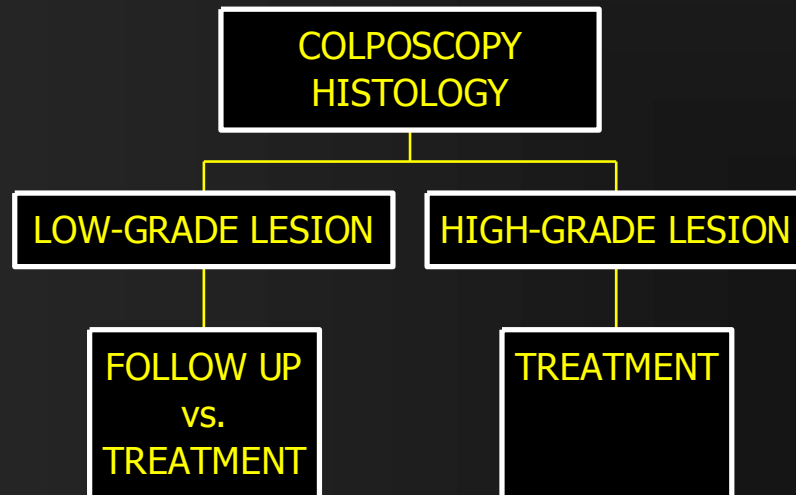 COLPOSCOPY
HISTOLOGY
LOW-GRADE LESION
HIGH-GRADE LESION
FOLLOW UP
vs.
TREATMENT
TREATMENT